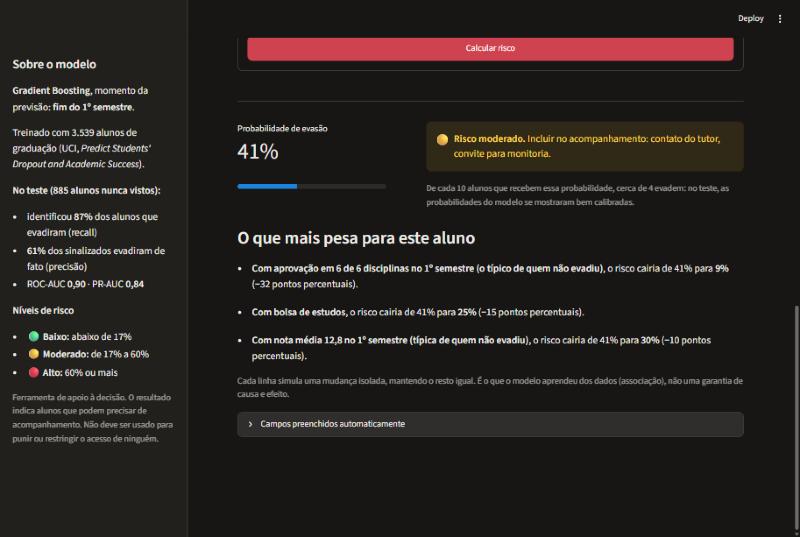 Deploy
Sobre o modelo
Gradient Boosting, momento da
previsão: fim do 1º semestre.
Treinado com 3.539 alunos de
graduação (UCI, Predict Students'
Dropout and Academic Success).
No teste (885 alunos nunca vistos):
• identificou 87% dos alunos que
evadiram (recall)
• 61% dos sinalizados evadiram de
fato (precisão)
• ROC-AUC 0,90 · PR-AUC 0,84
Níveis de risco
• Baixo: abaixo de 17%
• Moderado: de 17% a 60%
• Alto: 60% ou mais
Ferramenta de apoio à decisão. O resultado
indica alunos que podem precisar de
acompanhamento. Não deve ser usado para
punir ou restringir o acesso de ninguém.
Calcular risco
Probabilidade de evasão
41%
Risco moderado. Incluir no acompanhamento: contato do tutor,
convite para monitoria.
De cada 10 alunos que recebem essa probabilidade, cerca de 4 evadem: no teste, as
probabilidades do modelo se mostraram bem calibradas.
O que mais pesa para este aluno
• Com aprovação em 6 de 6 disciplinas no 1º semestre (o típico de quem não evadiu), o risco cairia de 41% para 9%
(−32 pontos percentuais).
• Com bolsa de estudos, o risco cairia de 41% para 25% (−15 pontos percentuais).
• Com nota média 12,8 no 1º semestre (típica de quem não evadiu), o risco cairia de 41% para 30% (−10 pontos
percentuais).
Cada linha simula uma mudança isolada, mantendo o resto igual. É o que o modelo aprendeu dos dados (associação), não uma garantia de
causa e efeito.
Campos preenchidos automaticamente